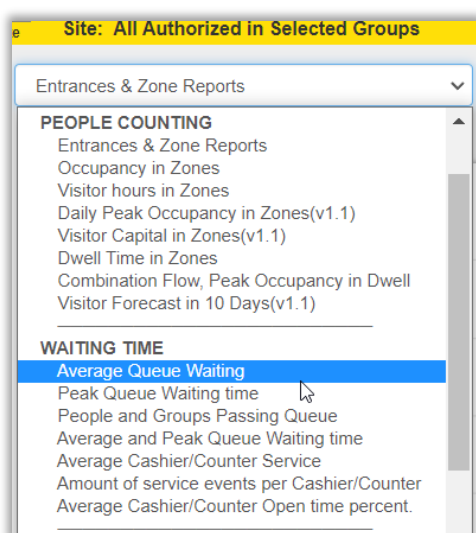 e
Site: All Authorized in Selected Groups
Entrances & Zone Reports
PEOPLE COUNTING
Entrances & Zone Reports
Occupancy in Zones
Visitor hours in Zones
Daily Peak Occupancy in Zones(v1.1)
Visitor Capital in Zones(v1.1)
Dwell Time in Zones
Combination Flow, Peak Occupancy in Dwell
Visitor Forecast in 10 Days(v1.1)
WAITING TIME
Average Queue Waiting
Peak Queue Waiting time
People and Groups Passing Queue
Average and Peak Queue Waiting time
Average Cashier/Counter Service
Amount of service events per Cashier/Counter
Average Cashier/Counter Open time percent.